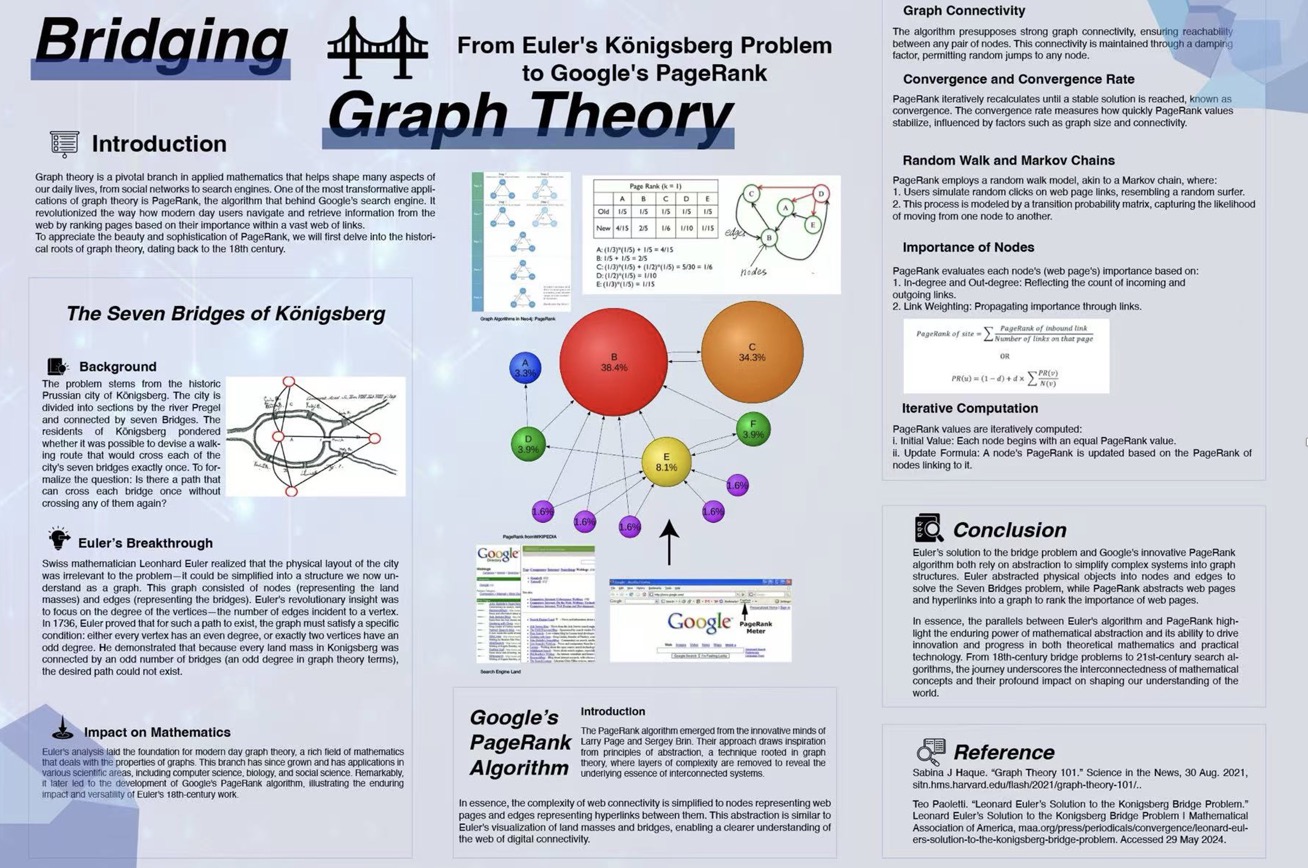 Bridging
Graph Theory
From Euler's Königsberg Problem
to Google's PageRank
Introduction
Graph theory is a pivotal branch in applied mathematics that helps shape many aspects of
our daily lives, from social networks to search engines. One of the most transformative appli-
cations of graph theory is PageRank, the algorithm behind Google's search engine. It
revolutionized the way how modern day users navigate and retrieve information from the
web by ranking pages based on their importance within a vast web of links.
To appreciate the beauty and sophistication of PageRank, we will first delve into the histori-
cal roots of graph theory, dating back to the 18th century.
The Seven Bridges of Königsberg
Background
The problem stems from the historic
Prussian city of Königsberg. The city is
divided into sections by the river Pregel
and connected by seven Bridges. The
residents of Königsberg pondered
whether it was possible to devise a walk-
ing route that would cross each of the
city's seven bridges exactly once. To for-
malize the question: Is there a path that
can cross each bridge once without
crossing any of them again?
Euler's Breakthrough
Swiss mathematician Leonhard Euler realized that the physical layout of the city
was irrelevant to the problem—it could be simplified into a structure we now un-
derstand as a graph. This graph consisted of nodes (representing the land
masses) and edges (representing the bridges). Euler's revolutionary insight was
to focus on the degree of the vertices—the number of edges incident to a vertex.
In 1736, Euler proved that for such a path to exist, the graph must satisfy a specific
condition: either every vertex has an even degree, or exactly two vertices have an
odd degree. He demonstrated that because every land mass in Konigsberg was
connected by an odd number of bridges (an odd degree in graph theory terms),
the desired path could not exist.
Impact on Mathematics
Euler's analysis laid the foundation for modern day graph theory, a rich field of mathematics
that deals with the properties of graphs. This branch has since grown and has applications in
various scientific areas, including computer science, biology, and social science. Remarkably,
it later led to the development of Google's PageRank algorithm, illustrating the enduring
impact and versatility of Euler's 18th-century work.
Graph Algorithms in Neo4j: PageRank
Page Rank (k = 1)
A B C D E
Old 1/5 1/5 1/5 1/5 1/5
New 4/15 2/5 1/6 1/10 1/15
A: (1/3)*(1/5) + 1/5 = 4/15
B: 1/5 + 1/5 = 2/5
C: (1/3)*(1/5) + (1/2)*(1/5) = 5/30 = 1/6
D: (1/2)*(1/5) = 1/10
E: (1/3)*(1/5) = 1/15
C
D
A
E
B
edges
nodes
A
3.3%
B
38.4%
C
34.3%
D
3.9%
E
8.1%
F
3.9%
1.6%
1.6%
1.6%
1.6%
1.6%
PageRank fromWIKIPEDIA
Google
Search Engine Land
Google
PageRank
Meter
Google's
PageRank
Algorithm
Introduction
The PageRank algorithm emerged from the innovative minds of
Larry Page and Sergey Brin. Their approach draws inspiration
from principles of abstraction, a technique rooted in graph
theory, where layers of complexity are removed to reveal the
underlying essence of interconnected systems.
In essence, the complexity of web connectivity is simplified to nodes representing web
pages and edges representing hyperlinks between them. This abstraction is similar to
Euler's visualization of land masses and bridges, enabling a clearer understanding of
the web of digital connectivity.
Graph Connectivity
The algorithm presupposes strong graph connectivity, ensuring reachability
between any pair of nodes. This connectivity is maintained through a damping
factor, permitting random jumps to any node.
Convergence and Convergence Rate
PageRank iteratively recalculates until a stable solution is reached, known as
convergence. The convergence rate measures how quickly PageRank values
stabilize, influenced by factors such as graph size and connectivity.
Random Walk and Markov Chains
PageRank employs a random walk model, akin to a Markov chain, where:
1. Users simulate random clicks on web page links, resembling a random surfer.
2. This process is modeled by a transition probability matrix, capturing the likelihood
of moving from one node to another.
Importance of Nodes
PageRank evaluates each node's (web page's) importance based on:
1. In-degree and Out-degree: Reflecting the count of incoming and
outgoing links.
2. Link Weighting: Propagating importance through links.
PageRank of site = ∑ PageRank of inbound link / Number of links on that page
OR
PR(u) = (1 − d) + d × ∑ PR(v) / N(v)
Iterative Computation
PageRank values are iteratively computed:
i. Initial Value: Each node begins with an equal PageRank value.
ii. Update Formula: A node's PageRank is updated based on the PageRank of
nodes linking to it.
Conclusion
Euler's solution to the bridge problem and Google's innovative PageRank
algorithm both rely on abstraction to simplify complex systems into graph
structures. Euler abstracted physical objects into nodes and edges to
solve the Seven Bridges problem, while PageRank abstracts web pages
and hyperlinks into a graph to rank the importance of web pages.
In essence, the parallels between Euler's algorithm and PageRank high-
light the enduring power of mathematical abstraction and its ability to drive
innovation and progress in both theoretical mathematics and practical
technology. From 18th-century bridge problems to 21st-century search al-
gorithms, the journey underscores the interconnectedness of mathematical
concepts and their profound impact on shaping our understanding of the
world.
Reference
Sabina J Haque. “Graph Theory 101.” Science in the News, 30 Aug. 2021,
sitn.hms.harvard.edu/flash/2021/graph-theory-101/..
Teo Paoletti. “Leonard Euler's Solution to the Konigsberg Bridge Problem.”
Leonard Euler's Solution to the Konigsberg Bridge Problem | Mathematical
Association of America, maa.org/press/periodicals/convergence/leonard-eul-
ers-solution-to-the-konigsberg-bridge-problem. Accessed 29 May 2024.